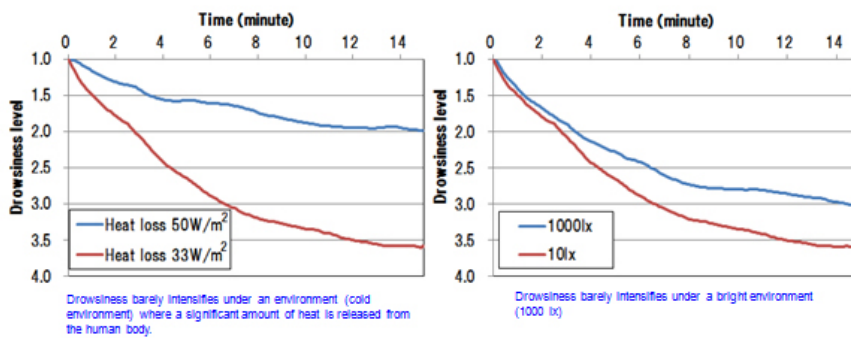 Time (minute)
0 2 4 6 8 10 12 14
1.0
1.5
2.0
2.5
3.0
3.5
4.0
Drowsiness level
Heat loss 50W/m²
Heat loss 33W/m²
Drowsiness barely intensifies under an environment (cold
environment) where a significant amount of heat is released from
the human body.
Time (minute)
0 2 4 6 8 10 12 14
1.0
1.5
2.0
2.5
3.0
3.5
4.0
Drowsiness level
1000lx
10lx
Drowsiness barely intensifies under a bright environment
(1000 lx)